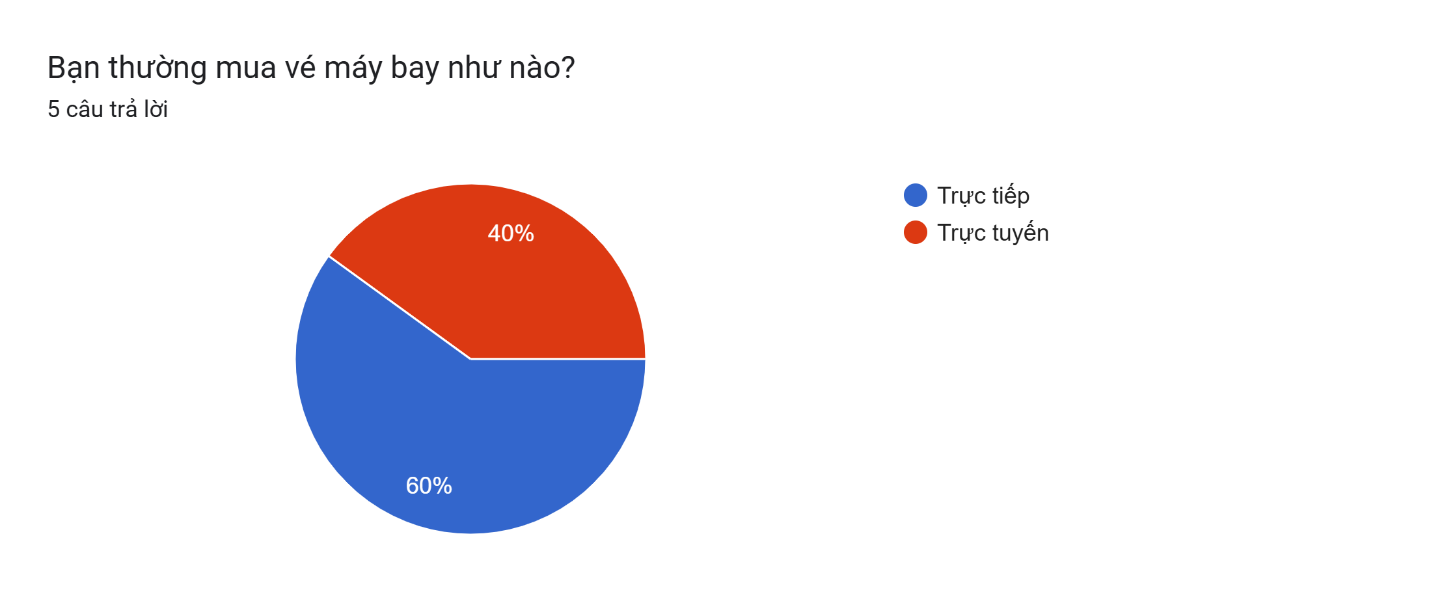 Bạn thường mua vé máy bay như nào?
5 câu trả lời
Trực tiếp
Trực tuyến
40%
60%